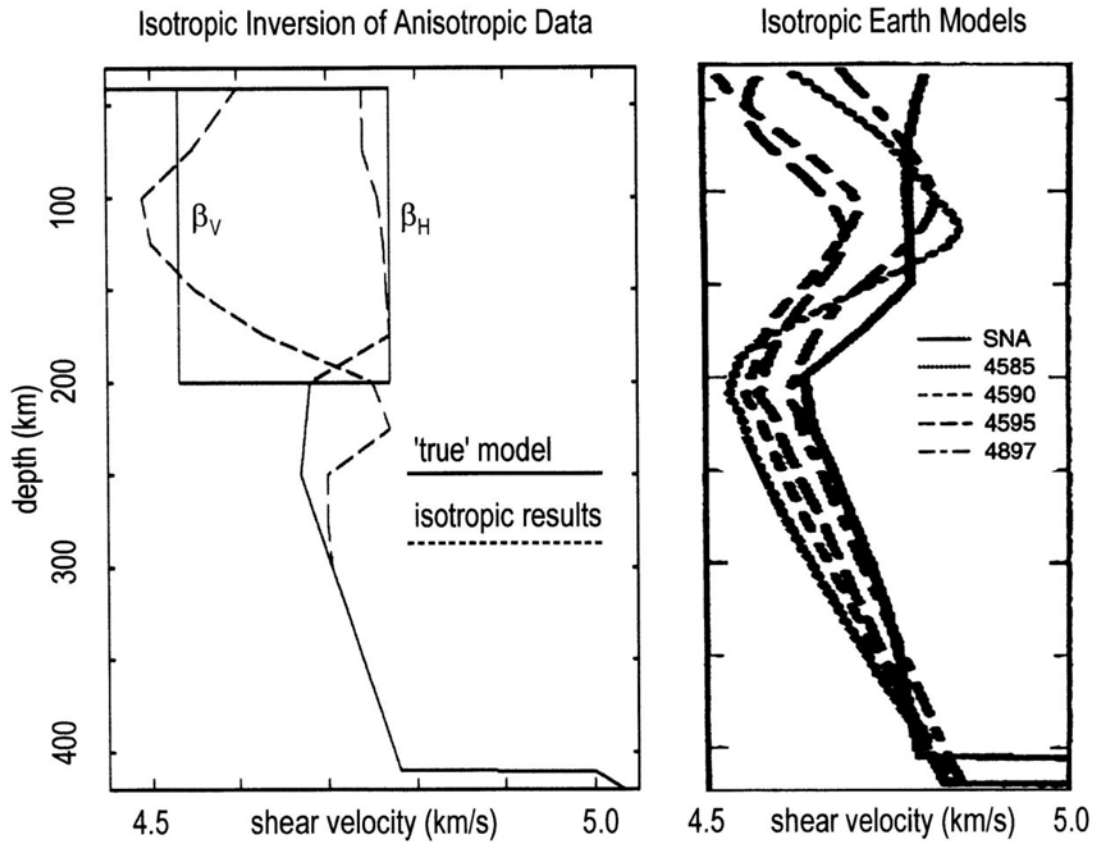 Isotropic Inversion of Anisotropic Data
βV
βH
'true' model
isotropic results
depth (km)
100
200
300
400
4.5
shear velocity (km/s)
5.0
Isotropic Earth Models
SNA
4585
4590
4595
4897
4.5
shear velocity (km/s)
5.0